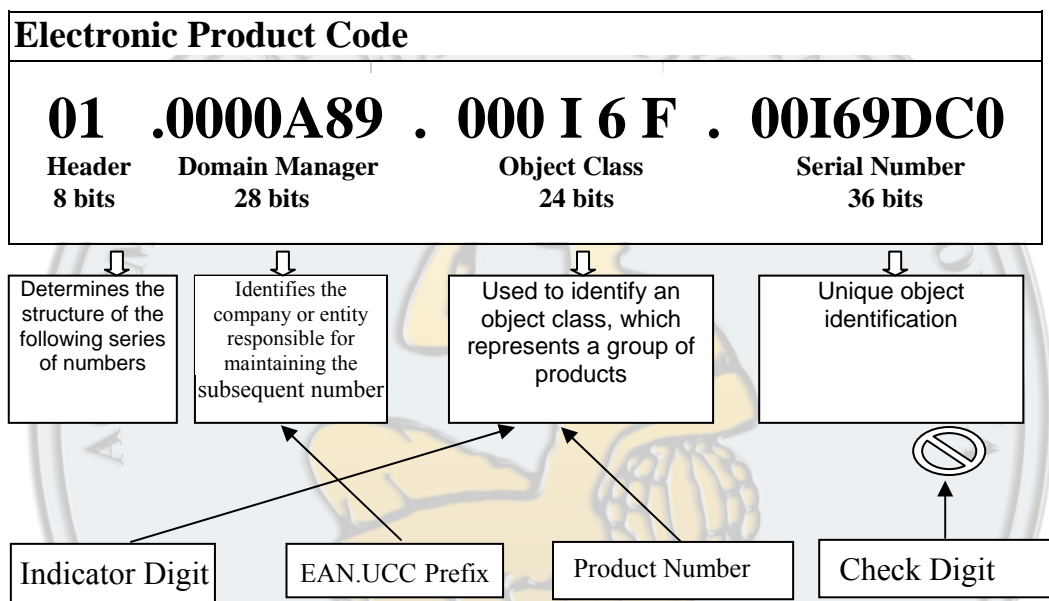 Electronic Product Code
01 .0000A89 . 000 I 6 F . 00I69DC0
Header Domain Manager Object Class Serial Number
8 bits 28 bits 24 bits 36 bits
Determines the
structure of the
following series
of numbers
Identifies the
company or entity
responsible for
maintaining the
subsequent number
Used to identify an
object class, which
represents a group of
products
Unique object
identification
Indicator Digit
EAN.UCC Prefix
Product Number
Check Digit